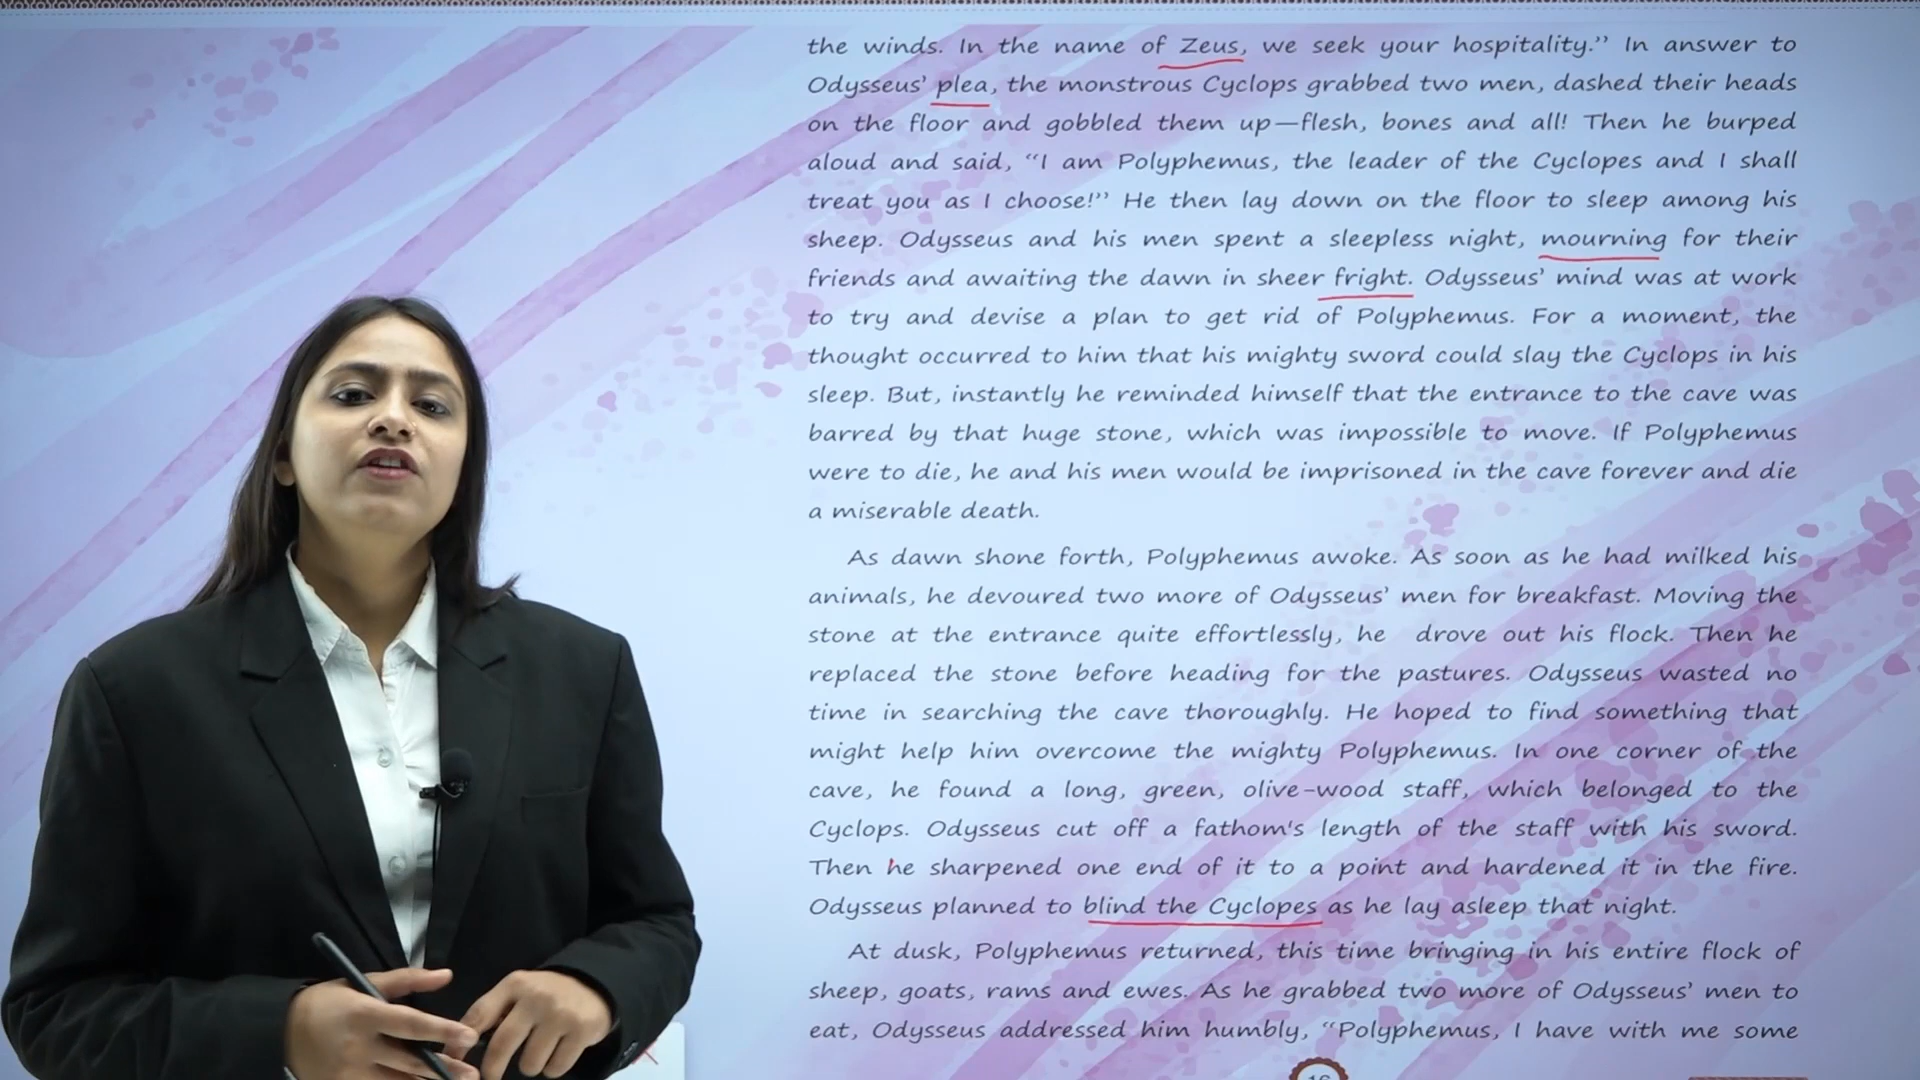 the winds. In the name of Zeus, we seek your hospitality.” In answer to
Odysseus’ plea, the monstrous Cyclops grabbed two men, dashed their heads
on the floor and gobbled them up—flesh, bones and all! Then he burped
aloud and said, “I am Polyphemus, the leader of the Cyclopes and I shall
treat you as I choose!” He then lay down on the floor to sleep among his
sheep. Odysseus and his men spent a sleepless night, mourning for their
friends and awaiting the dawn in sheer fright. Odysseus’ mind was at work
to try and devise a plan to get rid of Polyphemus. For a moment, the
thought occurred to him that his mighty sword could slay the Cyclops in his
sleep. But, instantly he reminded himself that the entrance to the cave was
barred by that huge stone, which was impossible to move. If Polyphemus
were to die, he and his men would be imprisoned in the cave forever and die
a miserable death.
As dawn shone forth, Polyphemus awoke. As soon as he had milked his
animals, he devoured two more of Odysseus’ men for breakfast. Moving the
stone at the entrance quite effortlessly, he drove out his flock. Then he
replaced the stone before heading for the pastures. Odysseus wasted no
time in searching the cave thoroughly. He hoped to find something that
might help him overcome the mighty Polyphemus. In one corner of the
cave, he found a long, green, olive-wood staff, which belonged to the
Cyclops. Odysseus cut off a fathom's length of the staff with his sword.
Then he sharpened one end of it to a point and hardened it in the fire.
Odysseus planned to blind the Cyclopes as he lay asleep that night.
At dusk, Polyphemus returned, this time bringing in his entire flock of
sheep, goats, rams and ewes. As he grabbed two more of Odysseus’ men to
eat, Odysseus addressed him humbly, “Polyphemus, I have with me some